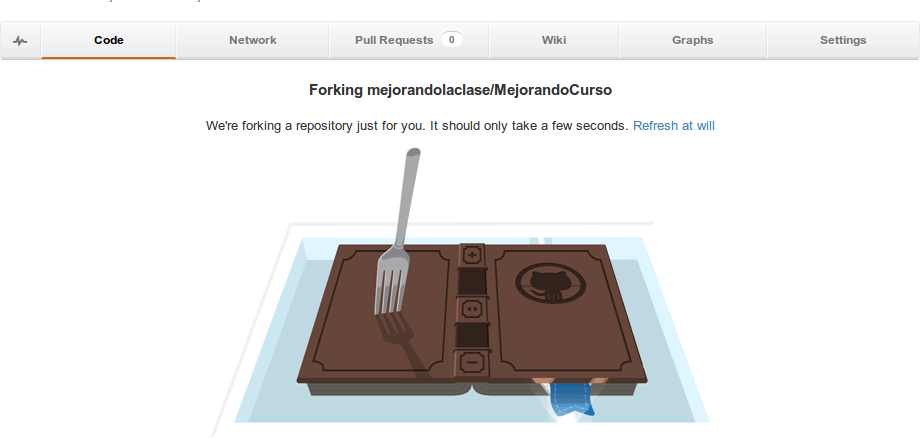 Code Network Pull Requests 0 Wiki Graphs Settings
Forking mejorandolaclase/MejorandoCurso
We're forking a repository just for you. It should only take a few seconds. Refresh at will